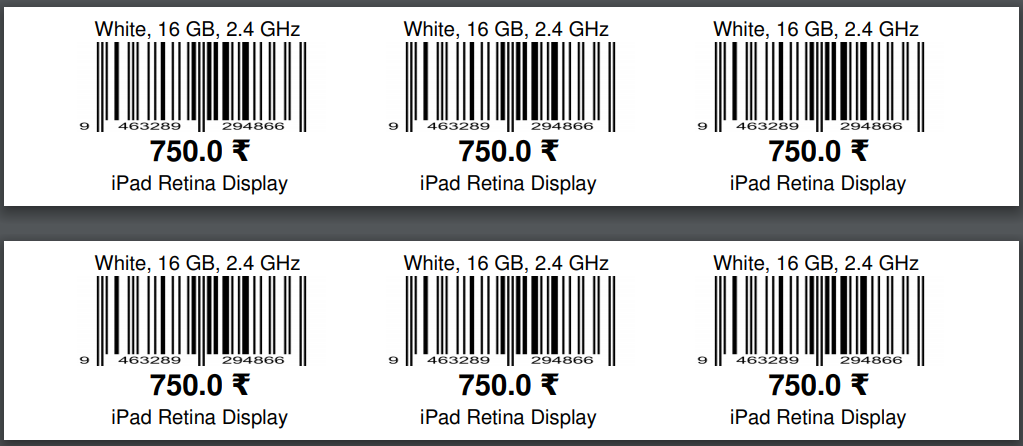 White, 16 GB, 2.4 GHz White, 16 GB, 2.4 GHz White, 16 GB, 2.4 GHz
9 463289 294866 9 463289 294866 9 463289 294866
750.0 ₹ 750.0 ₹ 750.0 ₹
iPad Retina Display iPad Retina Display iPad Retina Display
White, 16 GB, 2.4 GHz White, 16 GB, 2.4 GHz White, 16 GB, 2.4 GHz
9 463289 294866 9 463289 294866 9 463289 294866
750.0 ₹ 750.0 ₹ 750.0 ₹
iPad Retina Display iPad Retina Display iPad Retina Display